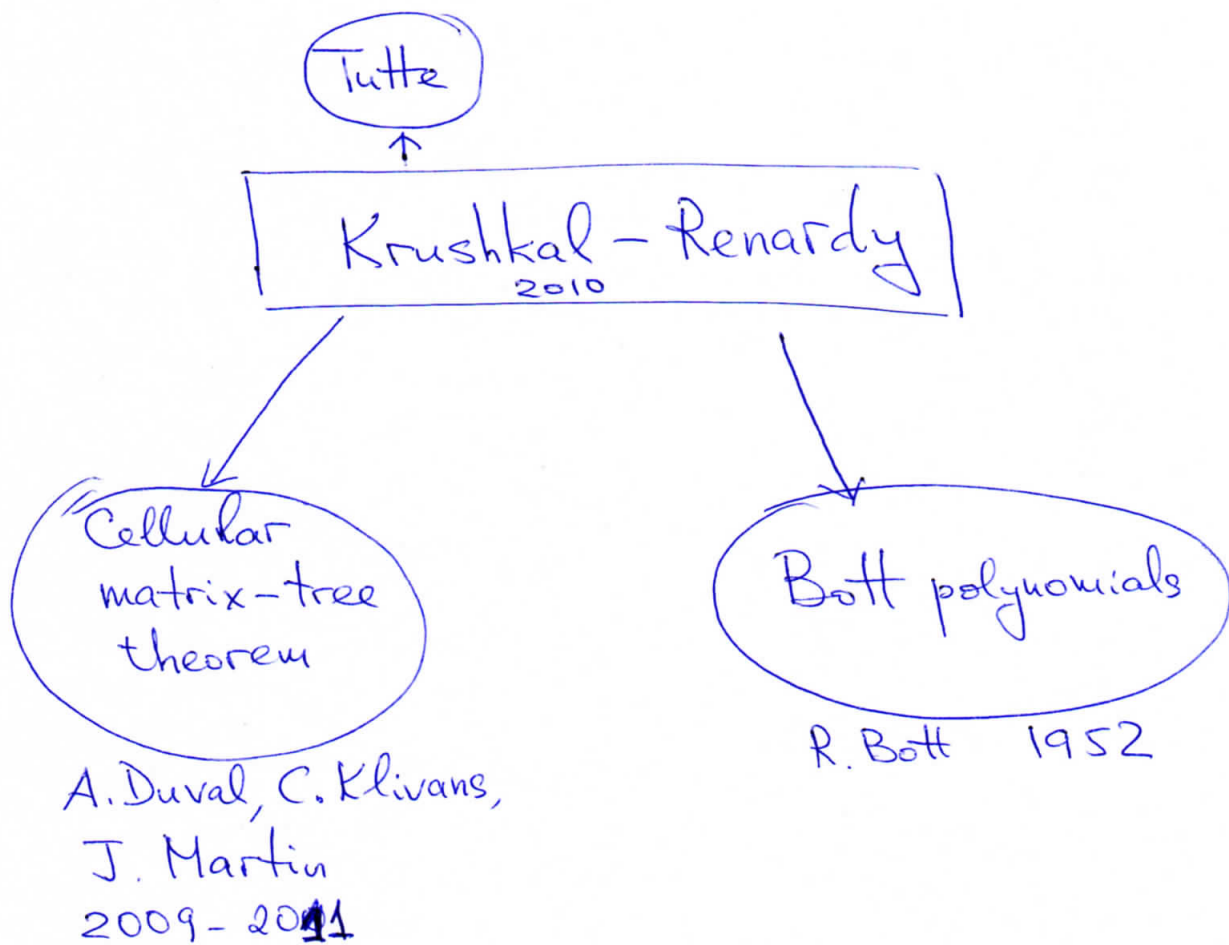 Tutte
Krushkal - Renardy
2010
Cellular
matrix-tree
theorem
Bott polynomials
R. Bott 1952
A. Duval, C. Klivans,
J. Martin
2009 - 2011